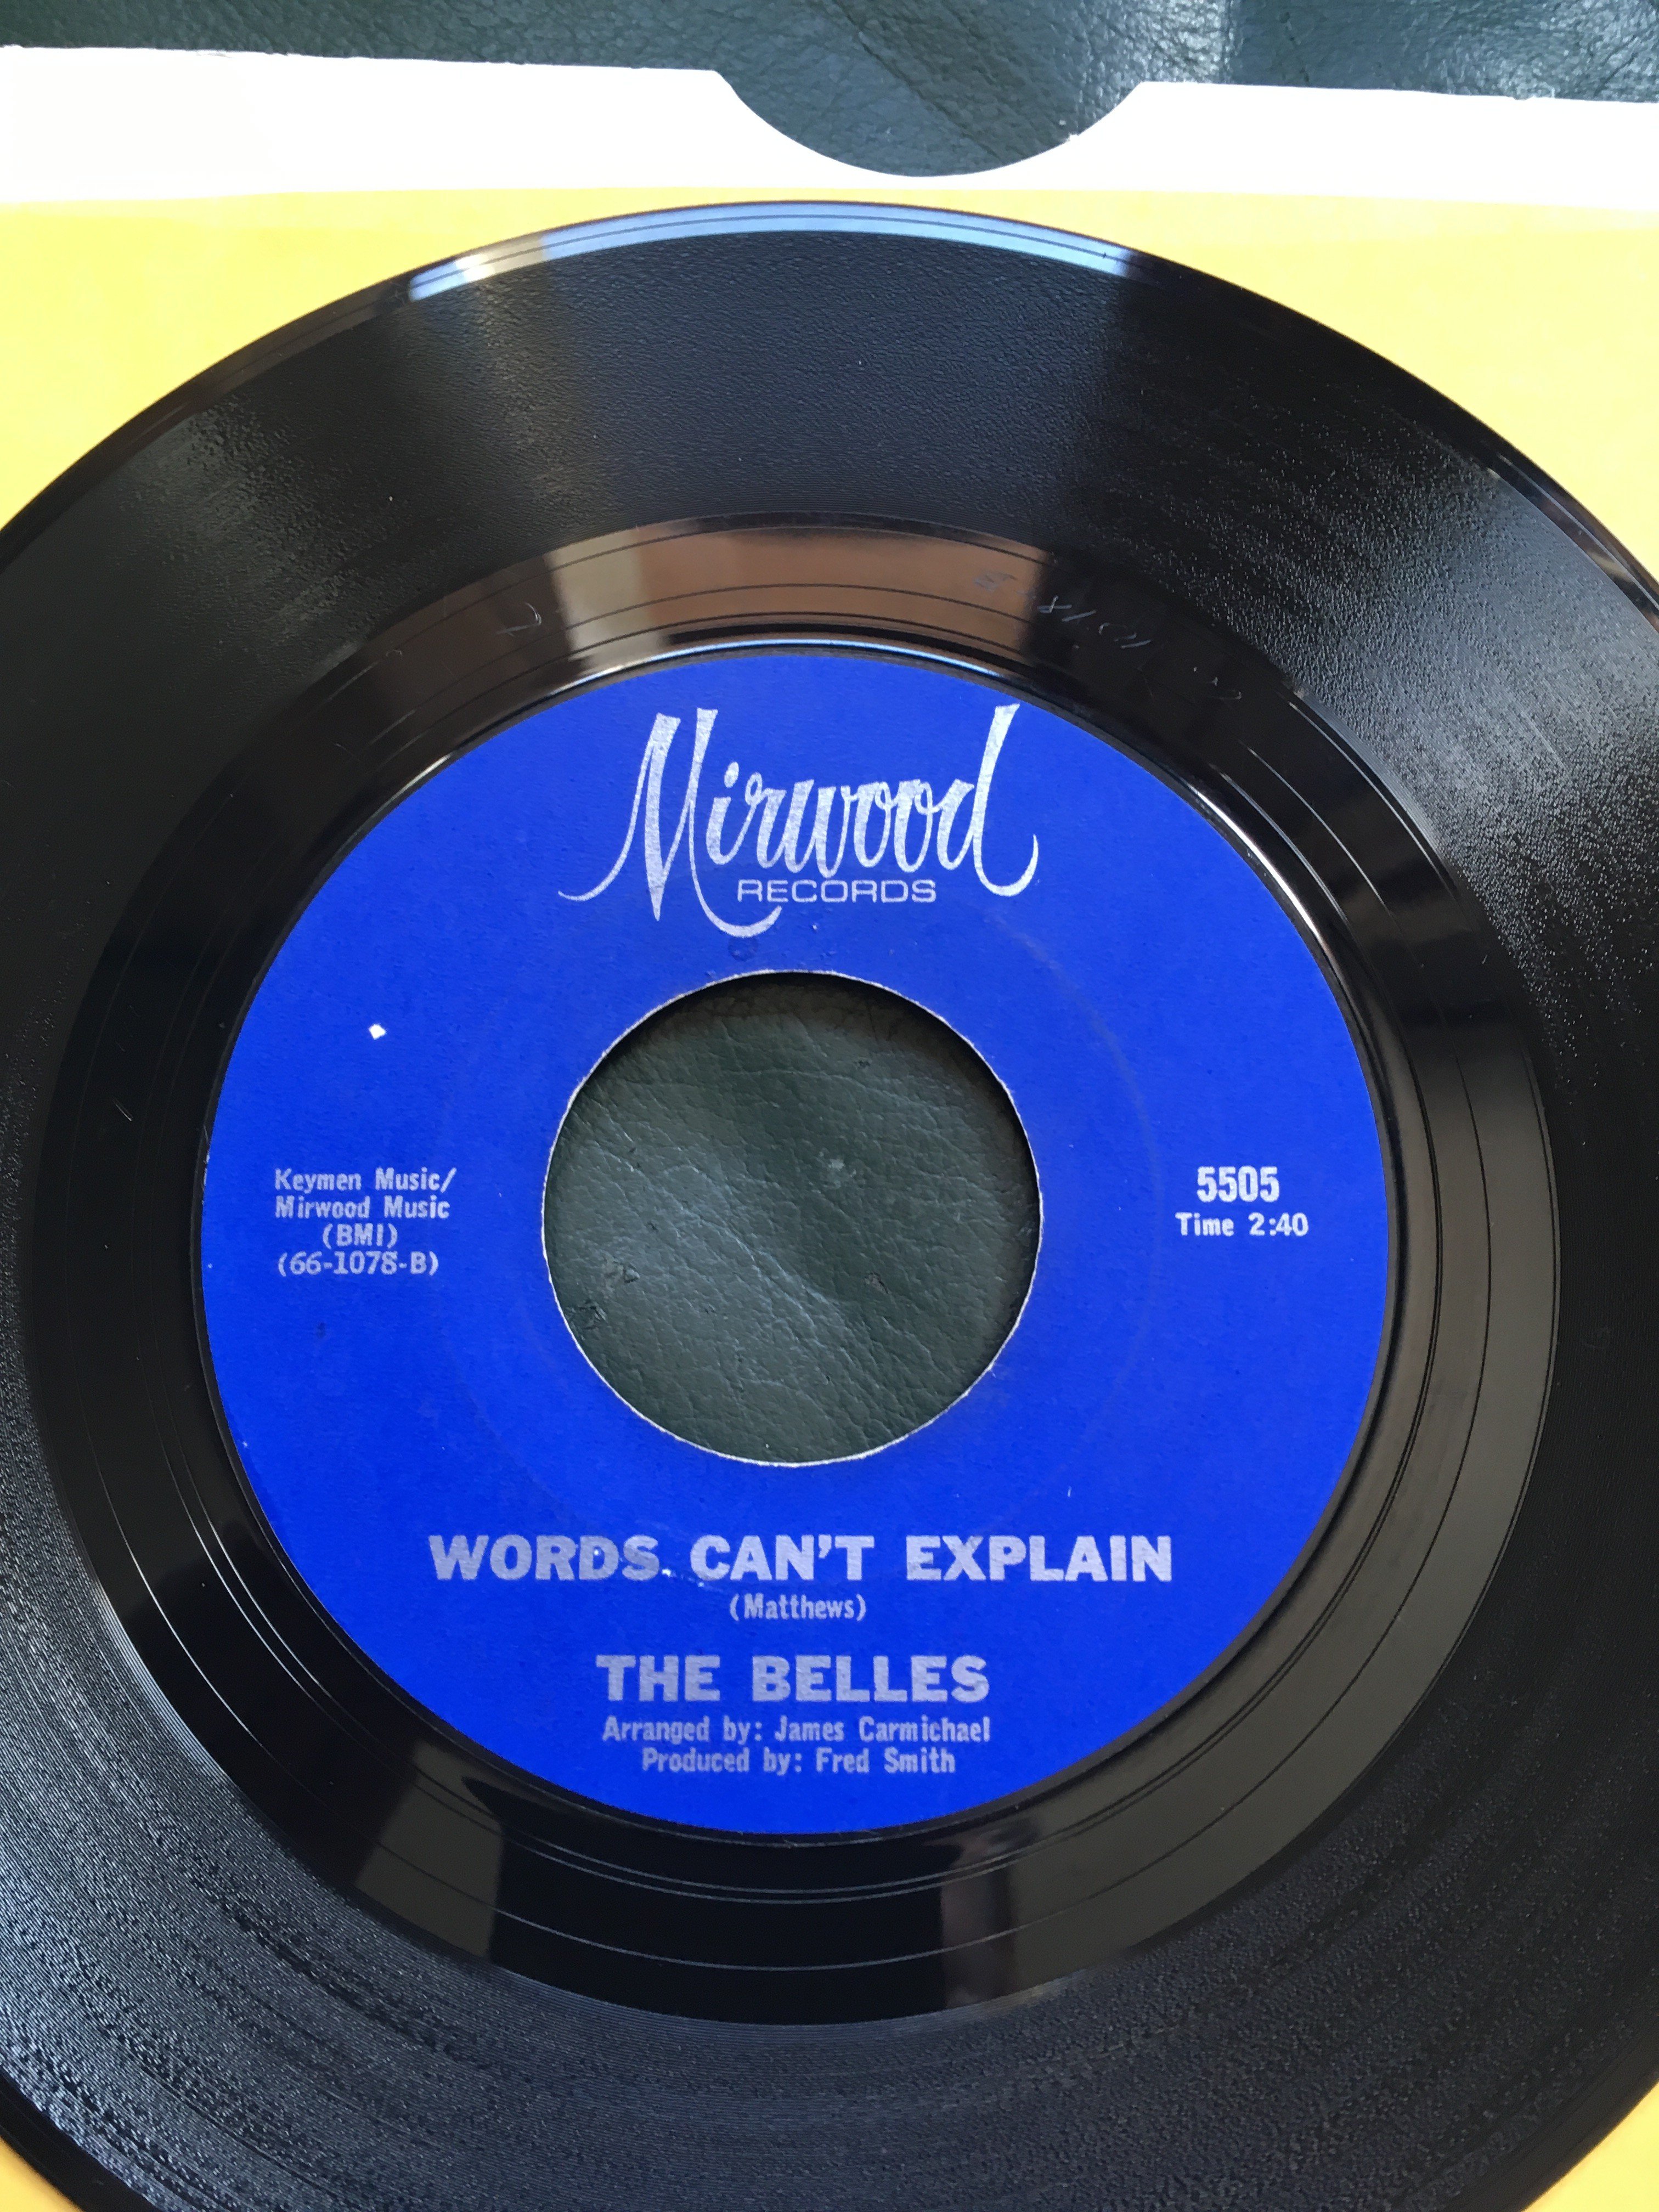 Mirwood
RECORDS
Keymen Music/
Mirwood Music
(BMI)
(66-1078-B)
5505
Time 2:40
WORDS CAN'T EXPLAIN
(Matthews)
THE BELLES
Arranged by: James Carmichael
Produced by: Fred Smith